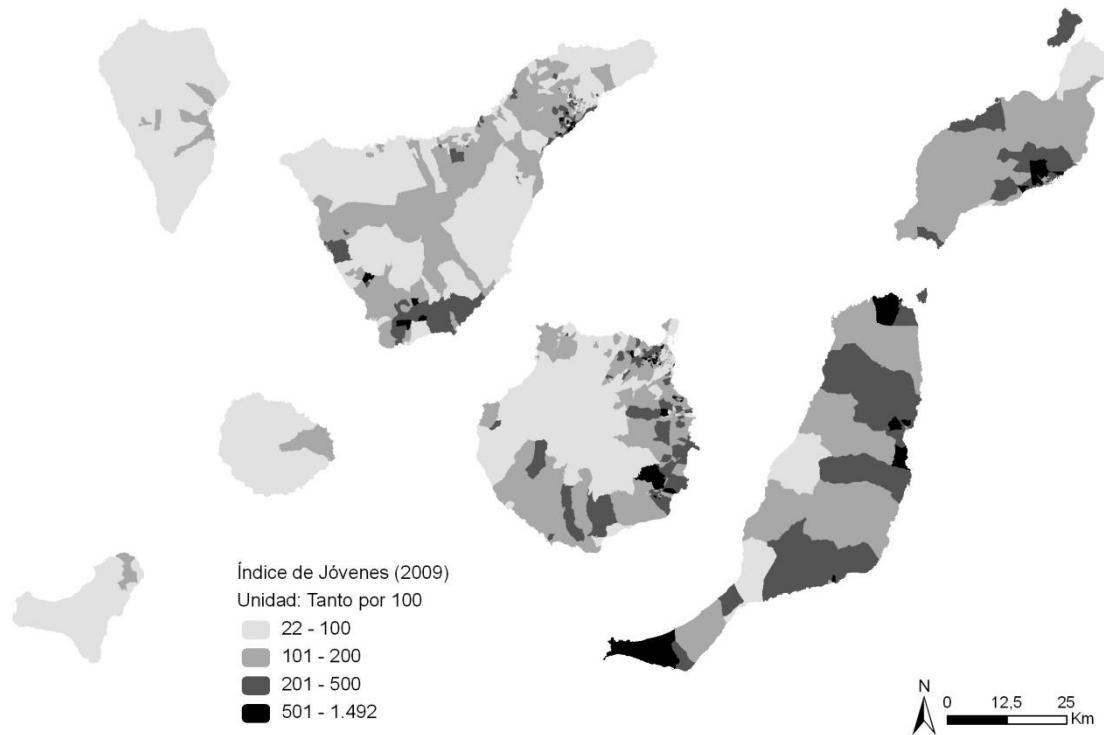 Índice de Jóvenes (2009)
Unidad: Tanto por 100
22 - 100
101 - 200
201 - 500
501 - 1.492
N
0 12,5 25
Km